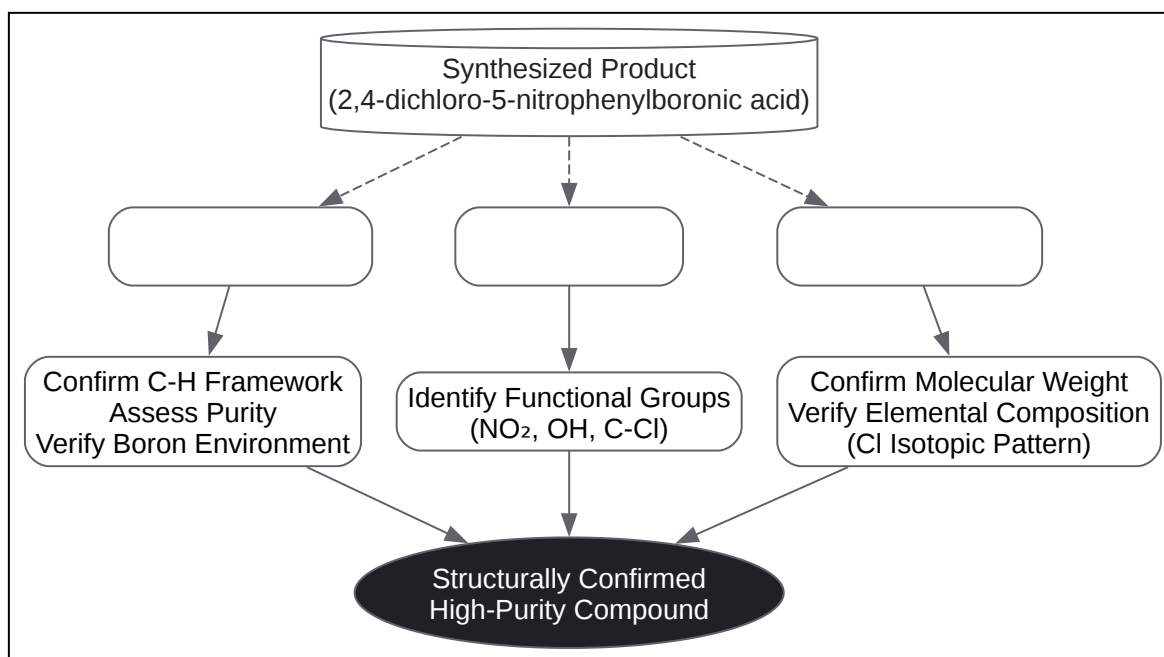 Synthesized Product
(2,4-dichloro-5-nitrophenylboronic acid)
Confirm C-H Framework
Assess Purity
Verify Boron Environment
Identify Functional Groups
(NO₂, OH, C-Cl)
Confirm Molecular Weight
Verify Elemental Composition
(Cl Isotopic Pattern)
Structurally Confirmed
High-Purity Compound